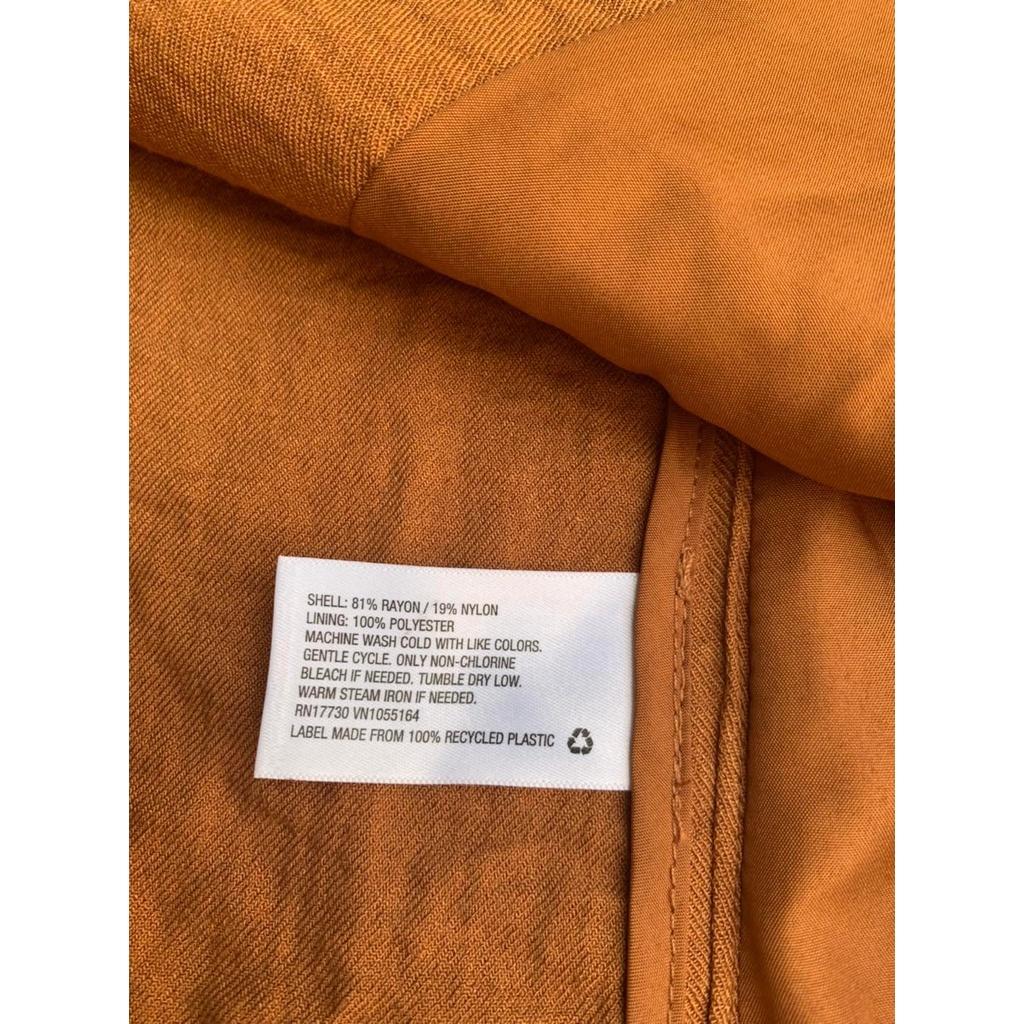 SHELL: 81% RAYON / 19% NYLON
LINING: 100% POLYESTER
MACHINE WASH COLD WITH LIKE COLORS.
GENTLE CYCLE. ONLY NON-CHLORINE
BLEACH IF NEEDED. TUMBLE DRY LOW.
WARM STEAM IRON IF NEEDED.
RN17730 VN1055164
LABEL MADE FROM 100% RECYCLED PLASTIC